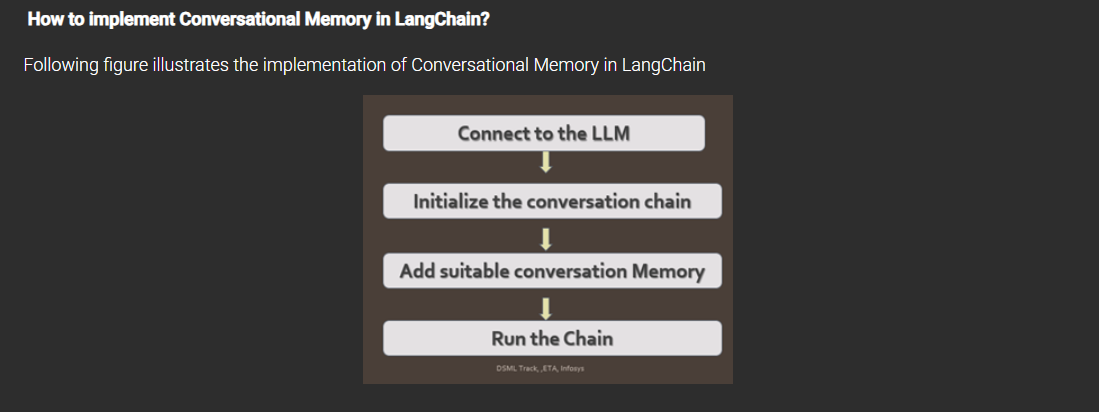 How to implement Conversational Memory in LangChain?
Following figure illustrates the implementation of Conversational Memory in LangChain
Connect to the LLM
Initialize the conversation chain
Add suitable conversation Memory
Run the Chain
DSML Track, ,ETA, Infosys